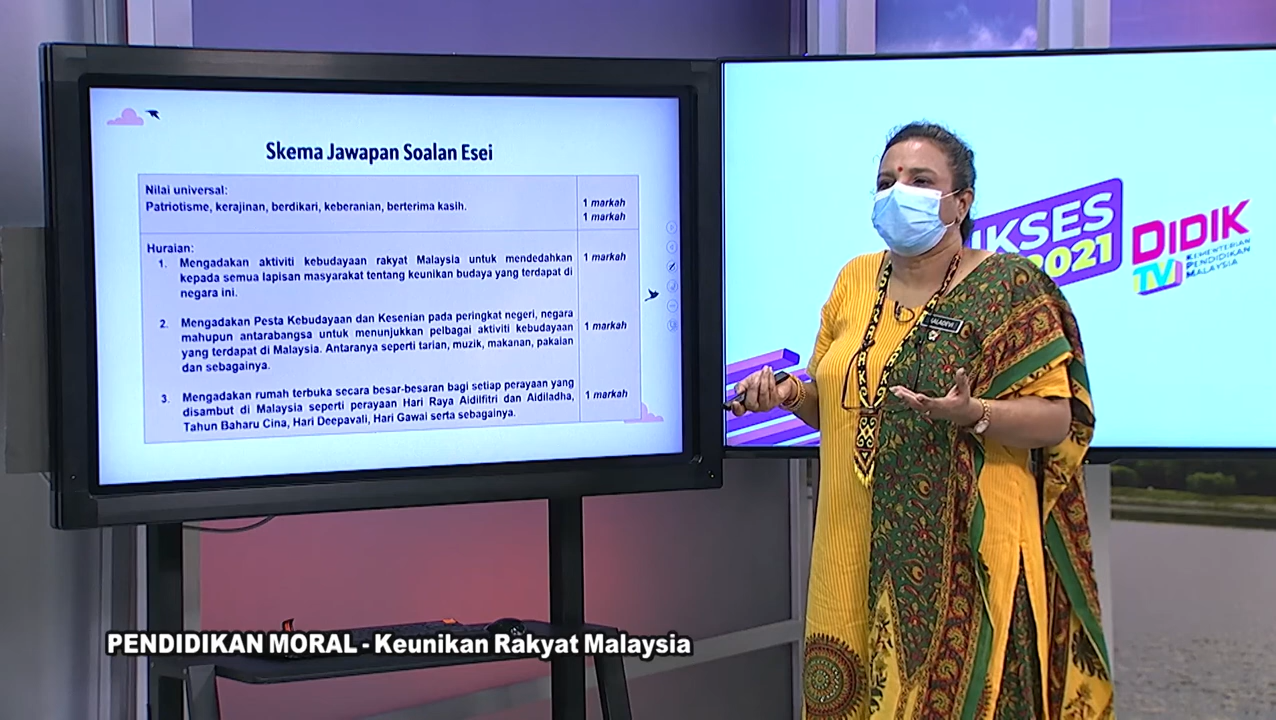 Skema Jawapan Soalan Esei
Nilai universal:
Patriotisme, kerajinan, berdikari, keberanian, berterima kasih.
1 markah
1 markah
Huraian:
1. Mengadakan aktiviti kebudayaan rakyat Malaysia untuk mendedahkan
kepada semua lapisan masyarakat tentang keunikan budaya yang terdapat di
negara ini.
1 markah
2. Mengadakan Pesta Kebudayaan dan Kesenian pada peringkat negeri, negara
mahupun antarabangsa untuk menunjukkan pelbagai aktiviti kebudayaan
yang terdapat di Malaysia. Antaranya seperti tarian, muzik, makanan, pakaian
dan sebagainya.
1 markah
3. Mengadakan rumah terbuka secara besar-besaran bagi setiap perayaan yang
disambut di Malaysia seperti perayaan Hari Raya Aidilfitri dan Aidiladha,
Tahun Baharu Cina, Hari Deepavali, Hari Gawai serta sebagainya.
1 markah
2021
DIDIK
TV
KEMENTERIAN
PENDIDIKAN
MALAYSIA
PENDIDIKAN MORAL - Keunikan Rakyat Malaysia